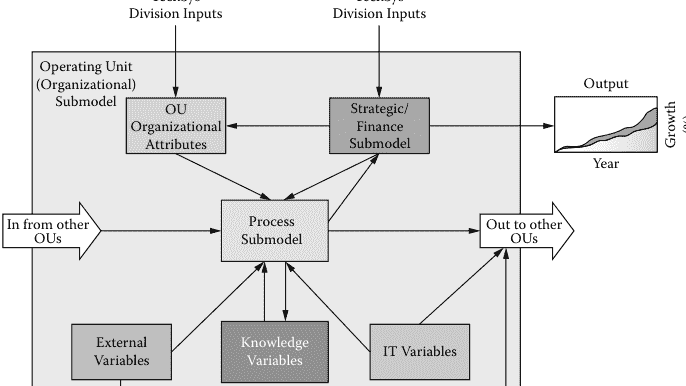 Division Inputs
Division Inputs
Operating Unit
(Organizational)
Submodel
OU
Organizational
Attributes
Strategic/
Finance
Submodel
Output
Growth
Year
In from other
OUs
Process
Submodel
Out to other
OUs
External
Variables
Knowledge
Variables
IT Variables